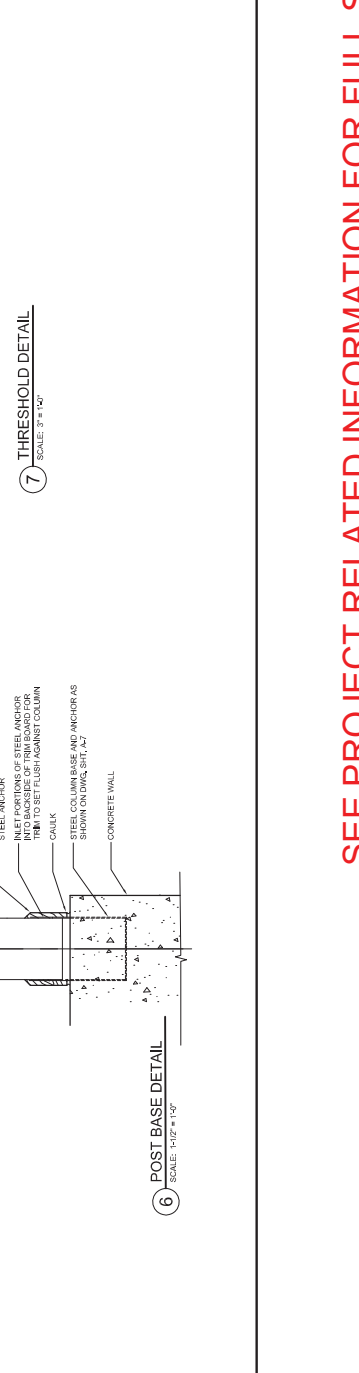 STEEL ANCHOR
INLET PORTIONS OF STEEL ANCHOR
INTO BACKSIDE OF TRIM BOARD FOR
TRIM TO SET FLUSH AGAINST COLUMN
CAULK
STEEL COLUMN BASE AND ANCHOR AS
SHOWN ON DWG, SHT, A-7
CONCRETE WALL
6
POST BASE DETAIL
SCALE: 1-1/2" = 1'-0"
7
THRESHOLD DETAIL
SCALE: 3" = 1'-0"
SEE PROJECT RELATED INFORMATION FOR FULL S